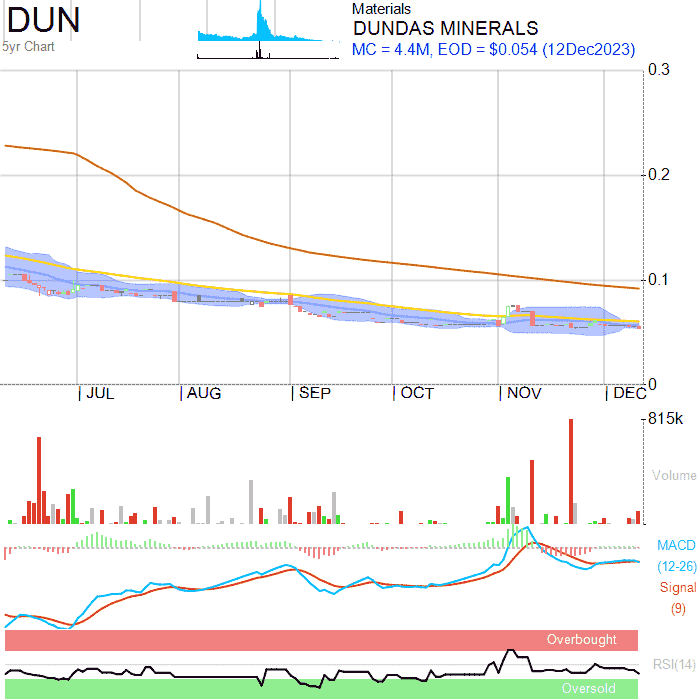 DUN
5yr Chart
Materials
DUNDAS MINERALS
MC = 4.4M, EOD = $0.054 (12Dec2023)
0.3
0.2
0.1
0
JUL AUG SEP OCT NOV DEC
815k
Volume
MACD
(12-26)
Signal
(9)
Overbought
RSI(14)
Oversold